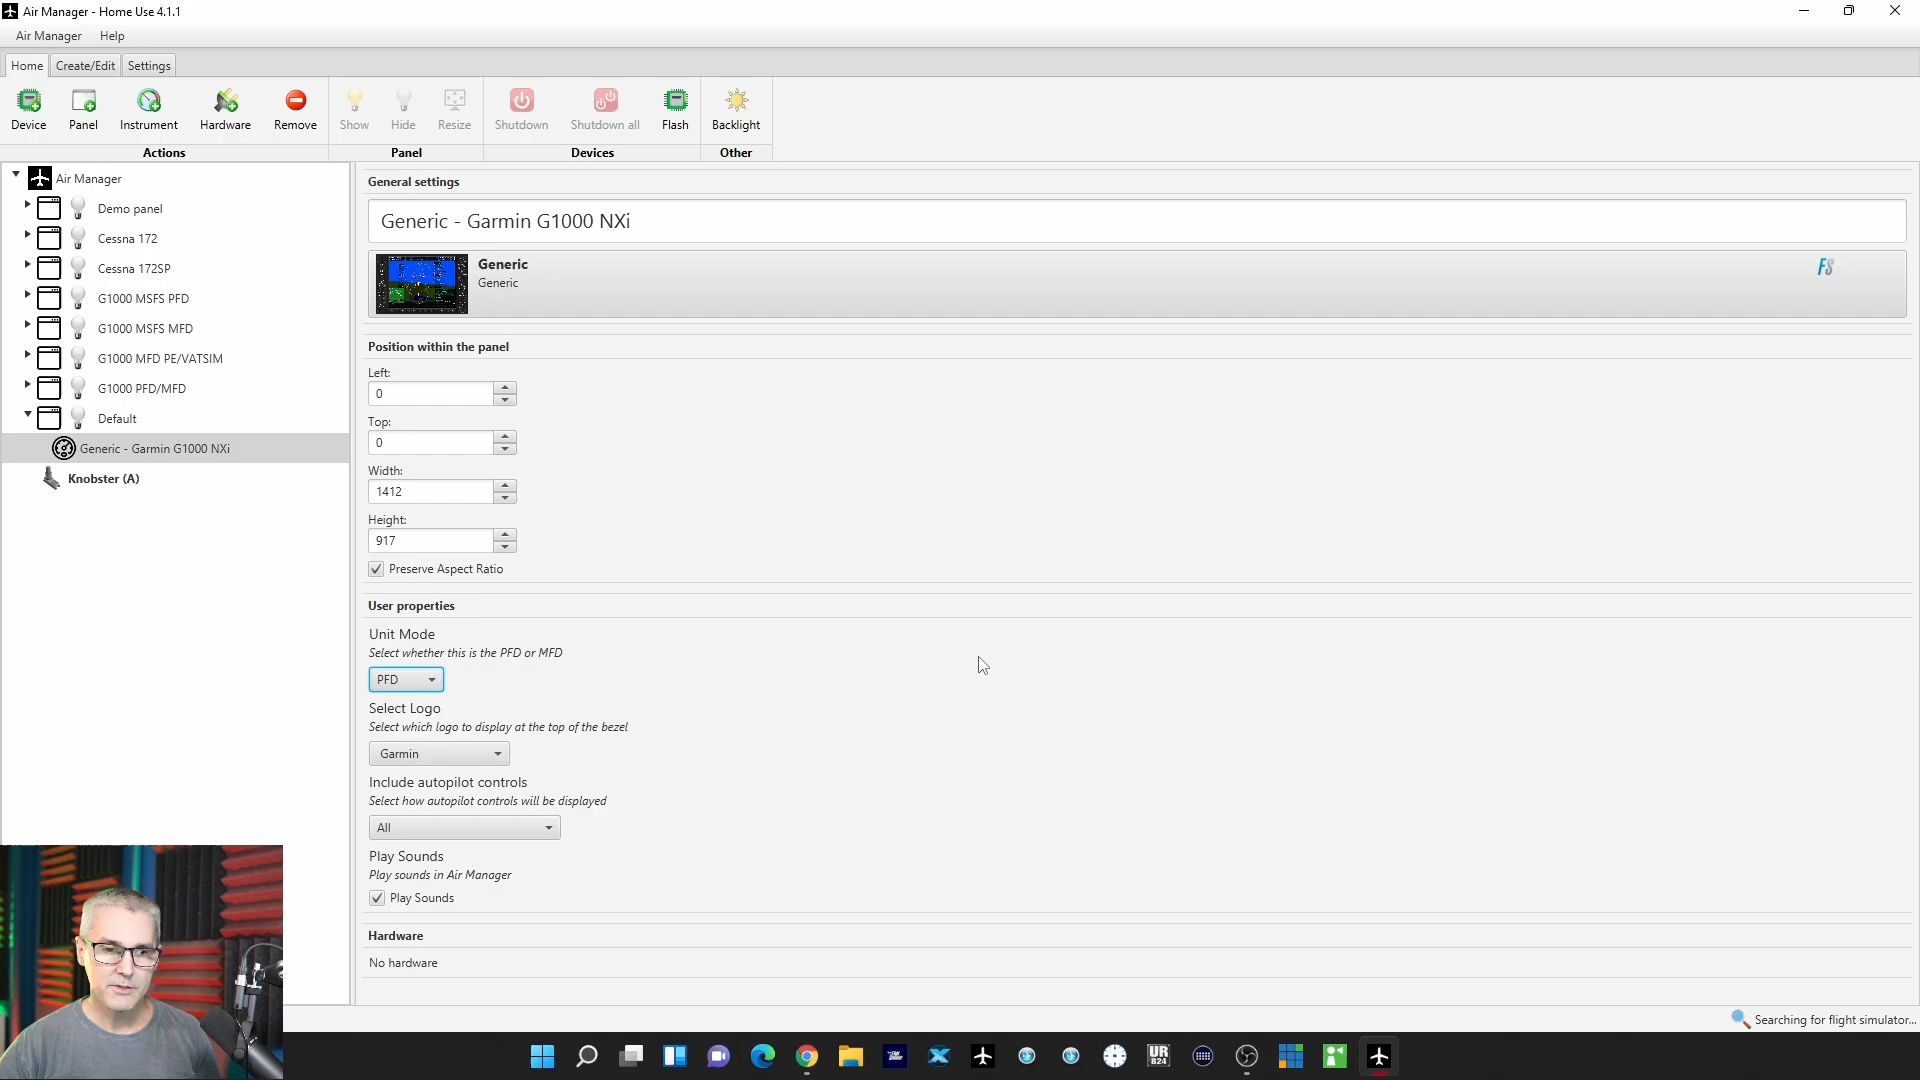 Air Manager - Home Use 4.1.1
Air Manager Help
Home Create/Edit Settings
Device Panel Instrument Hardware Remove Show Hide Resize Shutdown Shutdown all Flash Backlight
Actions Panel Devices Other
Air Manager
Demo panel
Cessna 172
Cessna 172SP
G1000 MSFS PFD
G1000 MSFS MFD
G1000 MFD PE/VATSIM
G1000 PFD/MFD
Default
Generic - Garmin G1000 NXi
Knobster (A)
General settings
Generic - Garmin G1000 NXi
Generic
Generic
FS
Position within the panel
Left:
0
Top:
0
Width:
1412
Height:
917
Preserve Aspect Ratio
User properties
Unit Mode
Select whether this is the PFD or MFD
PFD
Select Logo
Select which logo to display at the top of the bezel
Garmin
Include autopilot controls
Select how autopilot controls will be displayed
All
Play Sounds
Play sounds in Air Manager
Play Sounds
Hardware
No hardware
Searching for flight simulator...
UR
824